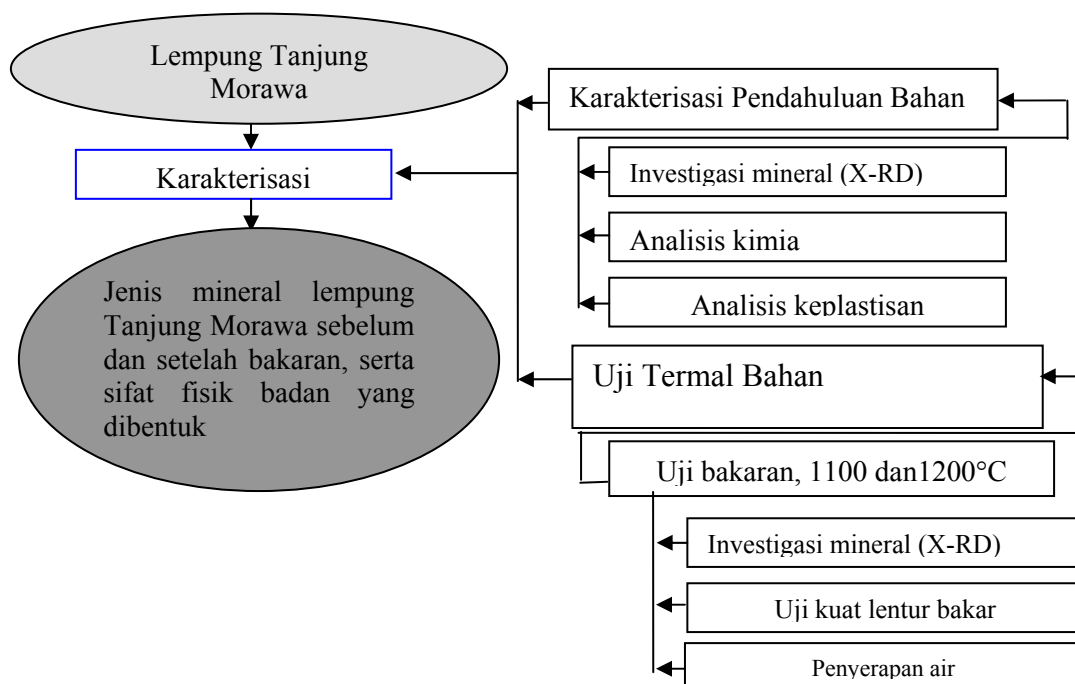 Lempung Tanjung
Morawa
Karakterisasi
Jenis mineral lempung
Tanjung Morawa sebelum
dan setelah bakaran, serta
sifat fisik badan yang
dibentuk
Karakterisasi Pendahuluan Bahan
Investigasi mineral (X-RD)
Analisis kimia
Analisis keplastisan
Uji Termal Bahan
Uji bakaran, 1100 dan1200°C
Investigasi mineral (X-RD)
Uji kuat lentur bakar
Penyerapan air